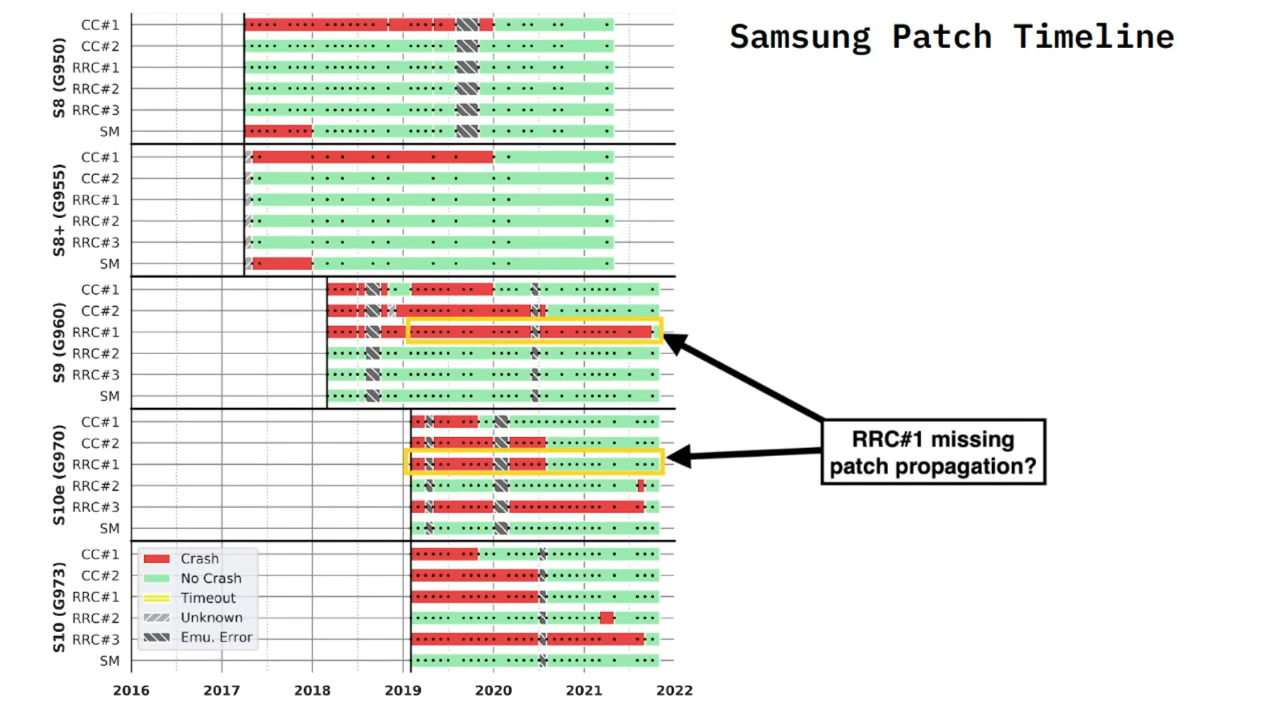 Samsung Patch Timeline
S8 (G950)
CC#1
CC#2
RRC#1
RRC#2
RRC#3
SM
S8+ (G955)
CC#1
CC#2
RRC#1
RRC#2
RRC#3
SM
S9 (G960)
CC#1
CC#2
RRC#1
RRC#2
RRC#3
SM
RRC#1 missing
patch propagation?
S10e (G970)
CC#1
CC#2
RRC#1
RRC#2
RRC#3
SM
S10 (G973)
CC#1
CC#2
RRC#1
RRC#2
RRC#3
SM
Crash
No Crash
Timeout
Unknown
Emu. Error
2016 2017 2018 2019 2020 2021 2022